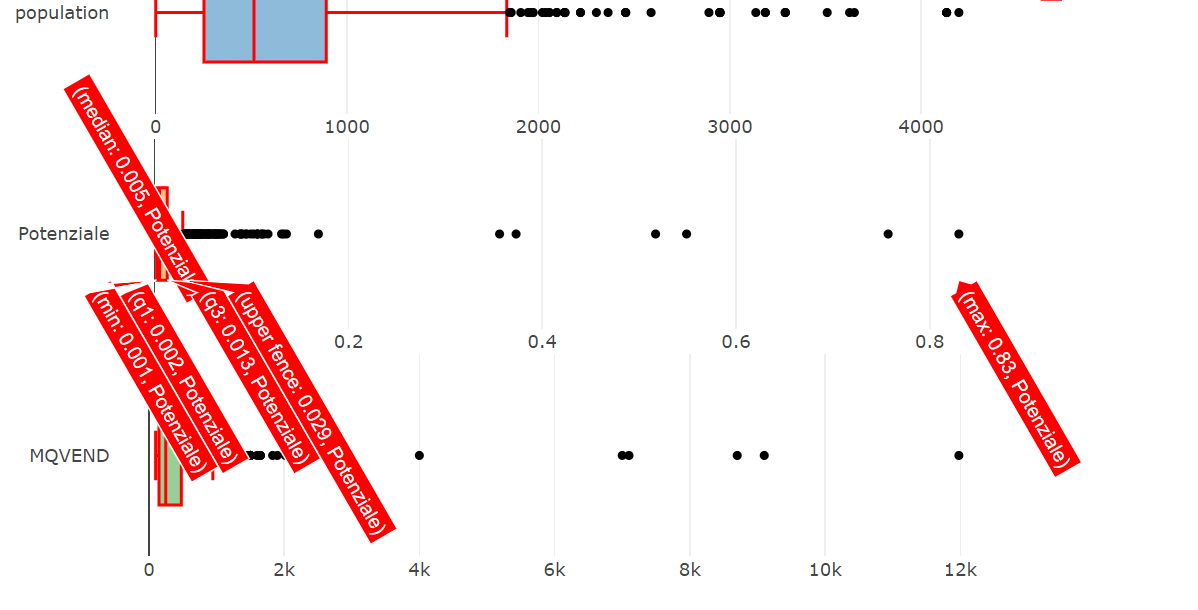 population
0 1000 2000 3000 4000
(median: 0.005, Potenziale)
Potenziale
(min: 0.001, Potenziale)
(q1: 0.002, Potenziale)
(q3: 0.013, Potenziale)
(upper fence: 0.029, Potenziale)
(max: 0.83, Potenziale)
0.2 0.4 0.6 0.8
MQVEND
0 2k 4k 6k 8k 10k 12k